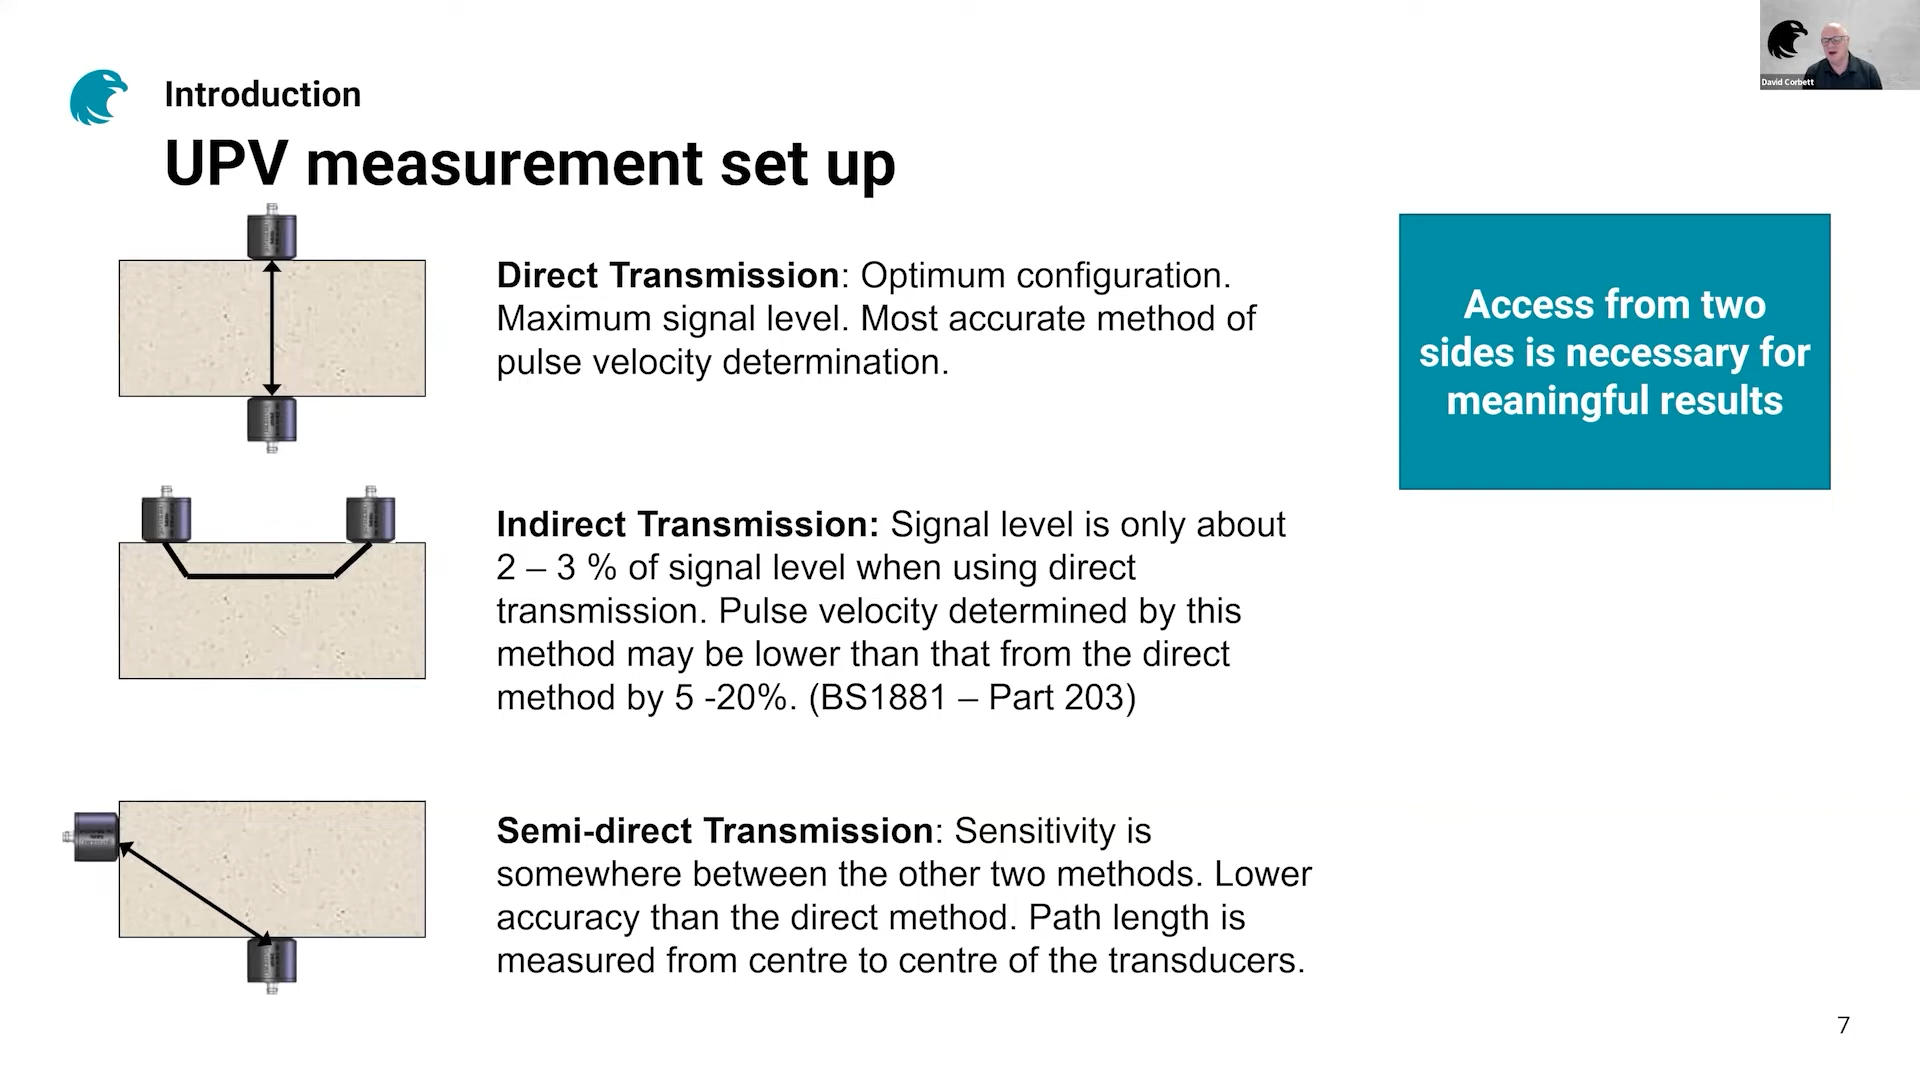 Introduction
UPV measurement set up
David Corbett
Direct Transmission: Optimum configuration.
Maximum signal level. Most accurate method of
pulse velocity determination.
Access from two
sides is necessary for
meaningful results
Indirect Transmission: Signal level is only about
2 – 3 % of signal level when using direct
transmission. Pulse velocity determined by this
method may be lower than that from the direct
method by 5 -20%. (BS1881 – Part 203)
Semi-direct Transmission: Sensitivity is
somewhere between the other two methods. Lower
accuracy than the direct method. Path length is
measured from centre to centre of the transducers.
7